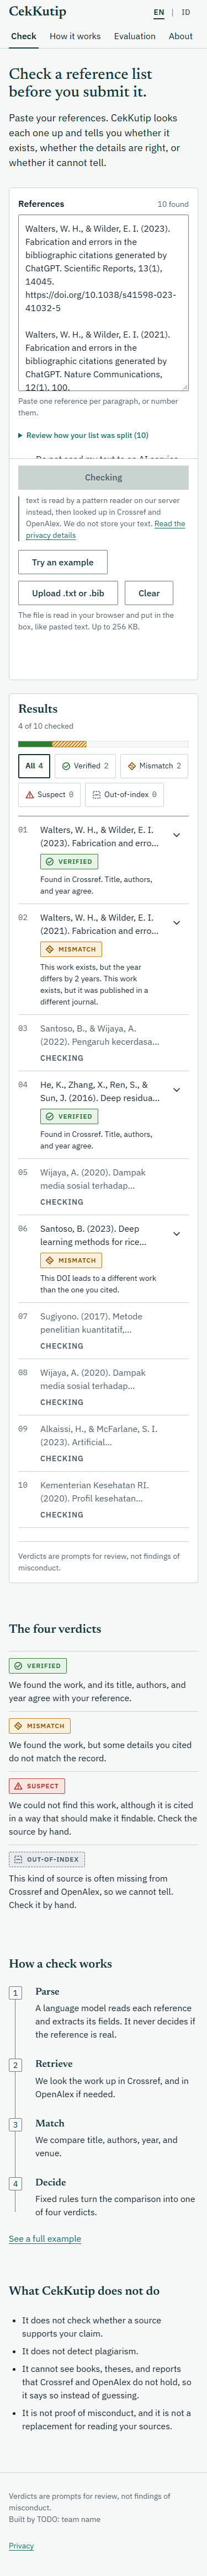 CekKutip
EN | ID
Check How it works Evaluation About
Check a reference list
before you submit it.
Paste your references. CekKutip looks
each one up and tells you whether it
exists, whether the details are right, or
whether it cannot tell.
References 10 found
Walters, W. H., & Wilder, E. I. (2023).
Fabrication and errors in the
bibliographic citations generated by
ChatGPT. Scientific Reports, 13(1),
14045.
https://doi.org/10.1038/s41598-023-
41032-5
Walters, W. H., & Wilder, E. I. (2021).
Fabrication and errors in the
bibliographic citations generated by
ChatGPT. Nature Communications,
12(1), 100.
Paste one reference per paragraph, or number
them.
Review how your list was split (10)
Checking
text is read by a pattern reader on our server
instead, then looked up in Crossref and
OpenAlex. We do not store your text. Read the
privacy details
Try an example
Upload .txt or .bib Clear
The file is read in your browser and put in the
box, like pasted text. Up to 256 KB.
Results
4 of 10 checked
All 4 Verified 2 Mismatch 2
Suspect 0 Out-of-index 0
01 Walters, W. H., & Wilder, E. I.
(2023). Fabrication and erro...
VERIFIED
Found in Crossref. Title, authors,
and year agree.
02 Walters, W. H., & Wilder, E. I.
(2021). Fabrication and erro...
MISMATCH
This work exists, but the year
differs by 2 years. This work
exists, but it was published in a
different journal.
03 Santoso, B., & Wijaya, A.
(2022). Pengaruh kecerdasa...
CHECKING
04 He, K., Zhang, X., Ren, S., &
Sun, J. (2016). Deep residua...
VERIFIED
Found in Crossref. Title, authors,
and year agree.
05 Wijaya, A. (2020). Dampak
media sosial terhadap...
CHECKING
06 Santoso, B. (2023). Deep
learning methods for rice...
MISMATCH
This DOI leads to a different work
than the one you cited.
07 Sugiyono. (2017). Metode
penelitian kuantitatif,...
CHECKING
08 Wijaya, A. (2020). Dampak
media sosial terhadap...
CHECKING
09 Alkaissi, H., & McFarlane, S. I.
(2023). Artificial...
CHECKING
10 Kementerian Kesehatan RI.
(2020). Profil kesehatan...
CHECKING
Verdicts are prompts for review, not findings of
misconduct.
The four verdicts
VERIFIED
We found the work, and its title, authors, and
year agree with your reference.
MISMATCH
We found the work, but some details you cited
do not match the record.
SUSPECT
We could not find this work, although it is cited
in a way that should make it findable. Check the
source by hand.
OUT-OF-INDEX
This kind of source is often missing from
Crossref and OpenAlex, so we cannot tell.
Check it by hand.
How a check works
1 Parse
A language model reads each reference
and extracts its fields. It never decides if
the reference is real.
2 Retrieve
We look the work up in Crossref, and in
OpenAlex if needed.
3 Match
We compare title, authors, year, and
venue.
4 Decide
Fixed rules turn the comparison into one
of four verdicts.
See a full example
What CekKutip does not do
• It does not check whether a source
supports your claim.
• It does not detect plagiarism.
• It cannot see books, theses, and reports
that Crossref and OpenAlex do not hold, so
it says so instead of guessing.
• It is not proof of misconduct, and it is not a
replacement for reading your sources.
Verdicts are prompts for review, not findings of
misconduct.
Built by TODO: team name
Privacy